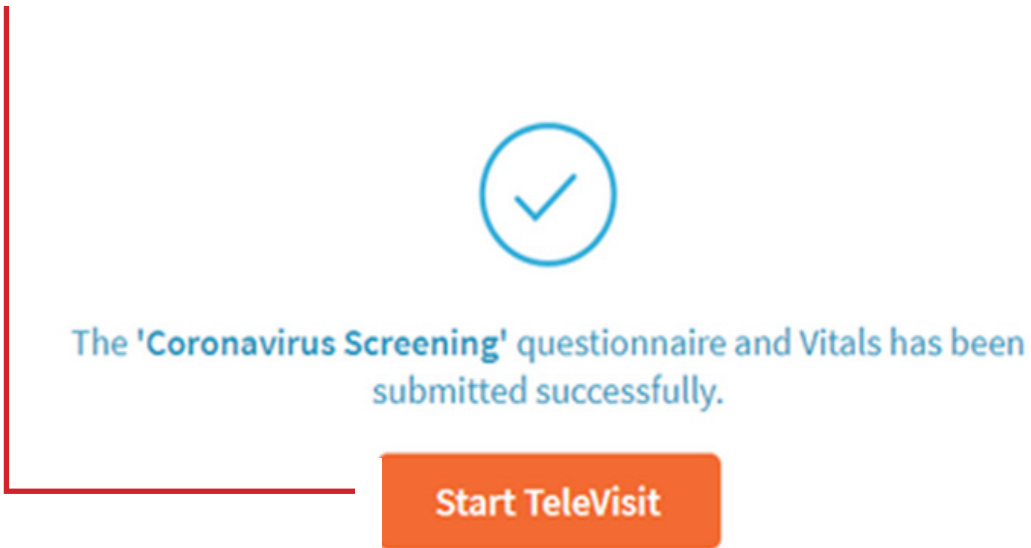 The 'Coronavirus Screening' questionnaire and Vitals has been
submitted successfully.
Start TeleVisit